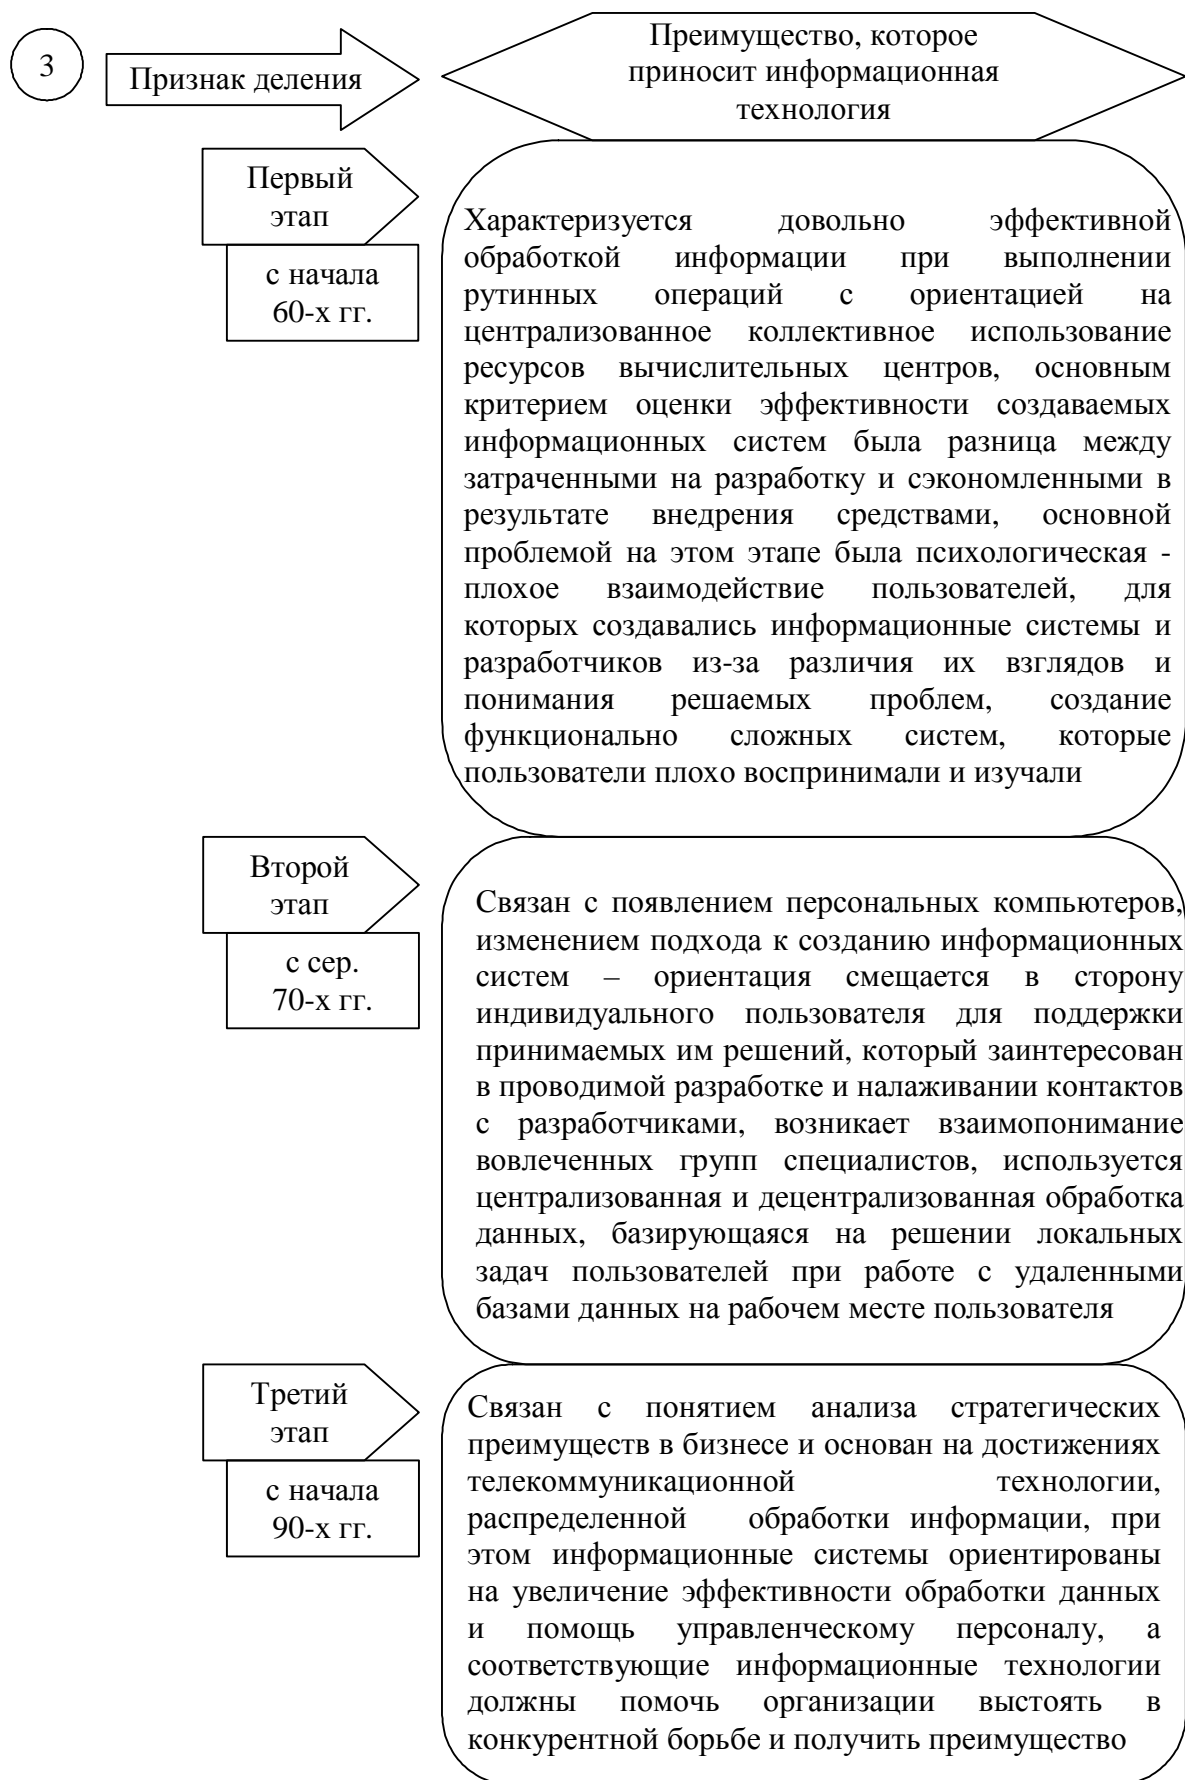 3
Признак деления
Преимущество, которое
приносит информационная
технология
Первый
этап
с начала
60-х гг.
Характеризуется довольно эффективной
обработкой информации при выполнении
рутинных операций с ориентацией на
централизованное коллективное использование
ресурсов вычислительных центров, основным
критерием оценки эффективности создаваемых
информационных систем была разница между
затраченными на разработку и сэкономленными в
результате внедрения средствами, основной
проблемой на этом этапе была психологическая -
плохое взаимодействие пользователей, для
которых создавались информационные системы и
разработчиков из-за различия их взглядов и
понимания решаемых проблем, создание
функционально сложных систем, которые
пользователи плохо воспринимали и изучали
Второй
этап
с сер.
70-х гг.
Связан с появлением персональных компьютеров,
изменением подхода к созданию информационных
систем – ориентация смещается в сторону
индивидуального пользователя для поддержки
принимаемых им решений, который заинтересован
в проводимой разработке и налаживании контактов
с разработчиками, возникает взаимопонимание
вовлеченных групп специалистов, используется
централизованная и децентрализованная обработка
данных, базирующаяся на решении локальных
задач пользователей при работе с удаленными
базами данных на рабочем месте пользователя
Третий
этап
с начала
90-х гг.
Связан с понятием анализа стратегических
преимуществ в бизнесе и основан на достижениях
телекоммуникационной технологии,
распределенной обработки информации, при
этом информационные системы ориентированы
на увеличение эффективности обработки данных
и помощь управленческому персоналу, а
соответствующие информационные технологии
должны помочь организации выстоять в
конкурентной борьбе и получить преимущество